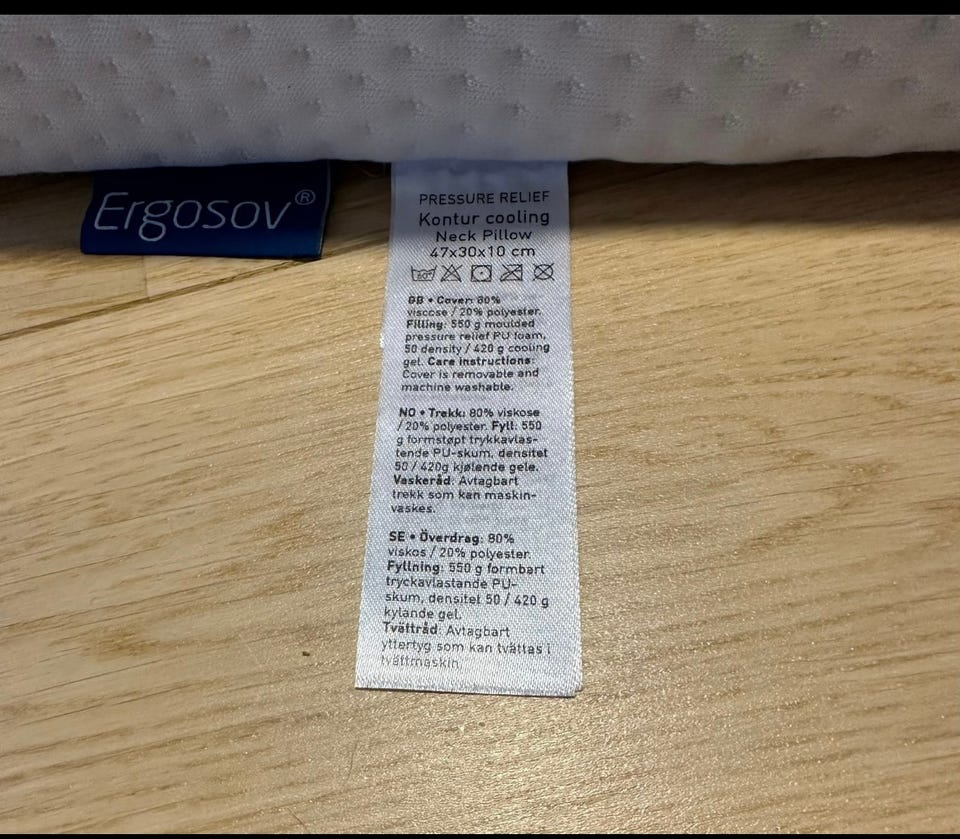 Ergosov®
PRESSURE RELIEF
Kontur cooling
Neck Pillow
47x30x10 cm
GB • Cover: 80%
viscose / 20% polyester.
Filling: 550 g moulded
pressure relief PU foam,
50 density / 420 g cooling
gel. Care instructions:
Cover is removable and
machine washable.
NO • Trekk: 80% viskose
/ 20% polyester. Fyll: 550
g formstøpt trykkavlas-
tende PU-skum, densitet
50 / 420g kjølende gele.
Vaskeråd: Avtagbart
trekk som kan maskin-
vaskes.
SE • Överdrag: 80%
viskos / 20% polyester.
Fyllning: 550 g formbart
tryckavlastande PU-
skum, densitet 50 / 420 g
kylande gel.
Tvättråd: Avtagbart
yttertyg som kan tvättas i
tvättmaskin.